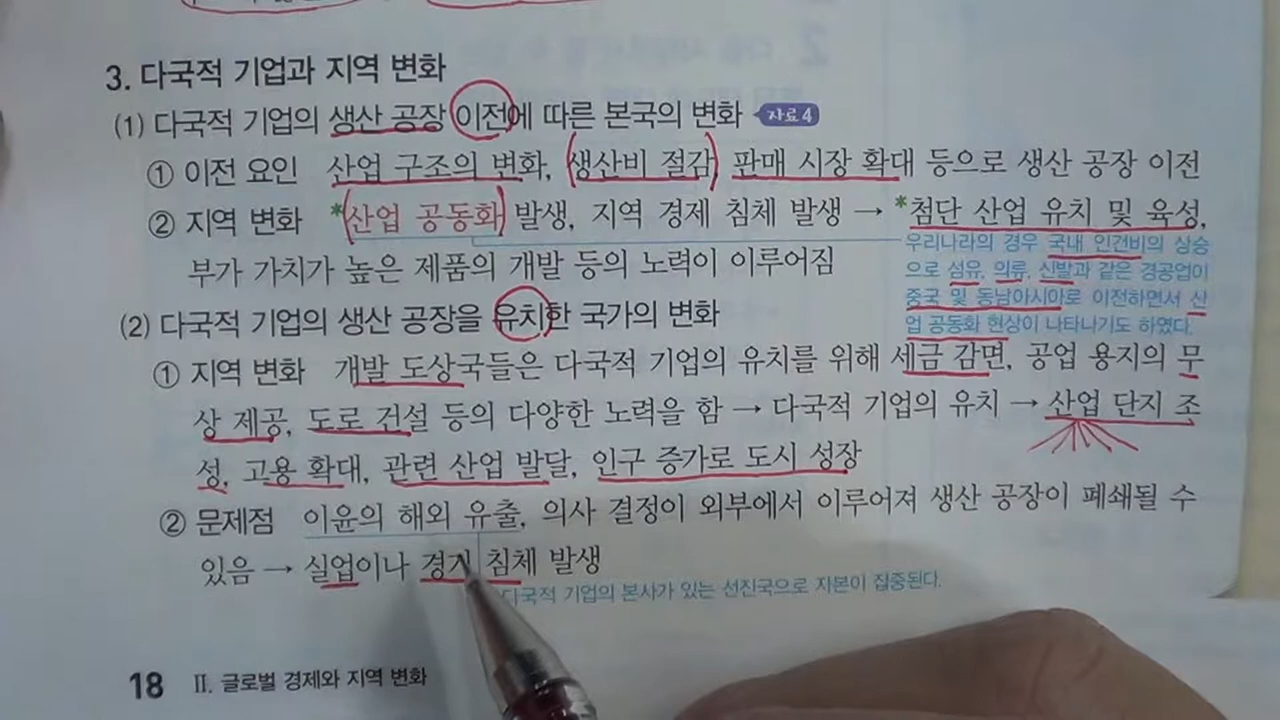 3. 다국적 기업과 지역 변화
(1) 다국적 기업의 생산 공장 이전에 따른 본국의 변화 자료4
① 이전 요인 산업 구조의 변화, 생산비 절감, 판매 시장 확대 등으로 생산 공장 이전
② 지역 변화 *산업 공동화 발생, 지역 경제 침체 발생 → *첨단 산업 유치 및 육성,
부가 가치가 높은 제품의 개발 등의 노력이 이루어짐
우리나라의 경우 국내 인건비의 상승
으로 섬유, 의류, 신발과 같은 경공업이
중국 및 동남아시아로 이전하면서 산
업 공동화 현상이 나타나기도 하였다.
(2) 다국적 기업의 생산 공장을 유치한 국가의 변화
① 지역 변화 개발 도상국들은 다국적 기업의 유치를 위해 세금 감면, 공업 용지의 무
상 제공, 도로 건설 등의 다양한 노력을 함 → 다국적 기업의 유치 → 산업 단지 조
성, 고용 확대, 관련 산업 발달, 인구 증가로 도시 성장
② 문제점 이윤의 해외 유출, 의사 결정이 외부에서 이루어져 생산 공장이 폐쇄될 수
있음 → 실업이나 경기 침체 발생
다국적 기업의 본사가 있는 선진국으로 자본이 집중된다.
18 Ⅱ. 글로벌 경제와 지역 변화